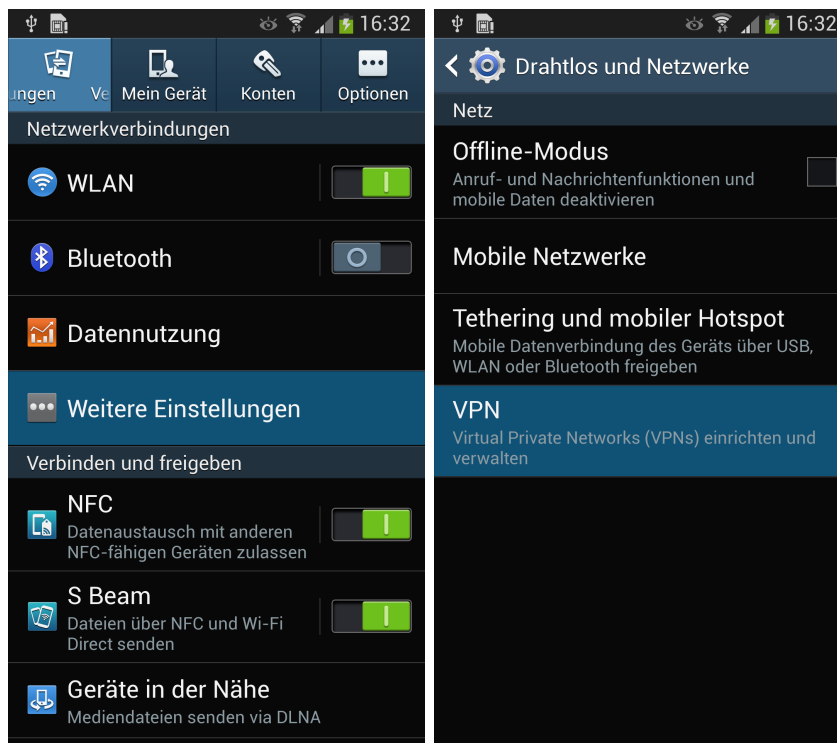 16:32
ungen Ve Mein Gerät Konten Optionen
Netzwerkverbindungen
WLAN
Bluetooth
Datennutzung
Weitere Einstellungen
Verbinden und freigeben
NFC
Datenaustausch mit anderen
NFC-fähigen Geräten zulassen
S Beam
Dateien über NFC und Wi-Fi
Direct senden
Geräte in der Nähe
Mediendateien senden via DLNA
16:32
Drahtlos und Netzwerke
Netz
Offline-Modus
Anruf- und Nachrichtenfunktionen und
mobile Daten deaktivieren
Mobile Netzwerke
Tethering und mobiler Hotspot
Mobile Datenverbindung des Geräts über USB,
WLAN oder Bluetooth freigeben
VPN
Virtual Private Networks (VPNs) einrichten und
verwalten